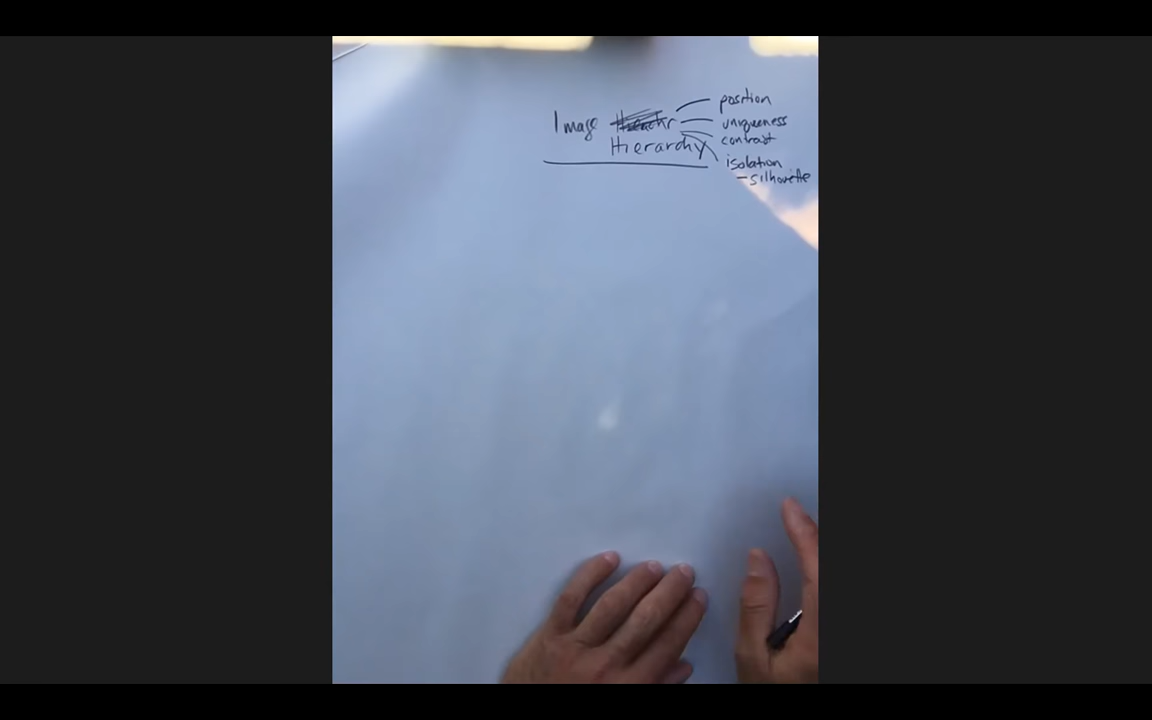 Image
Hierarchy
position
uniqueness
contrast
isolation
- silhouette